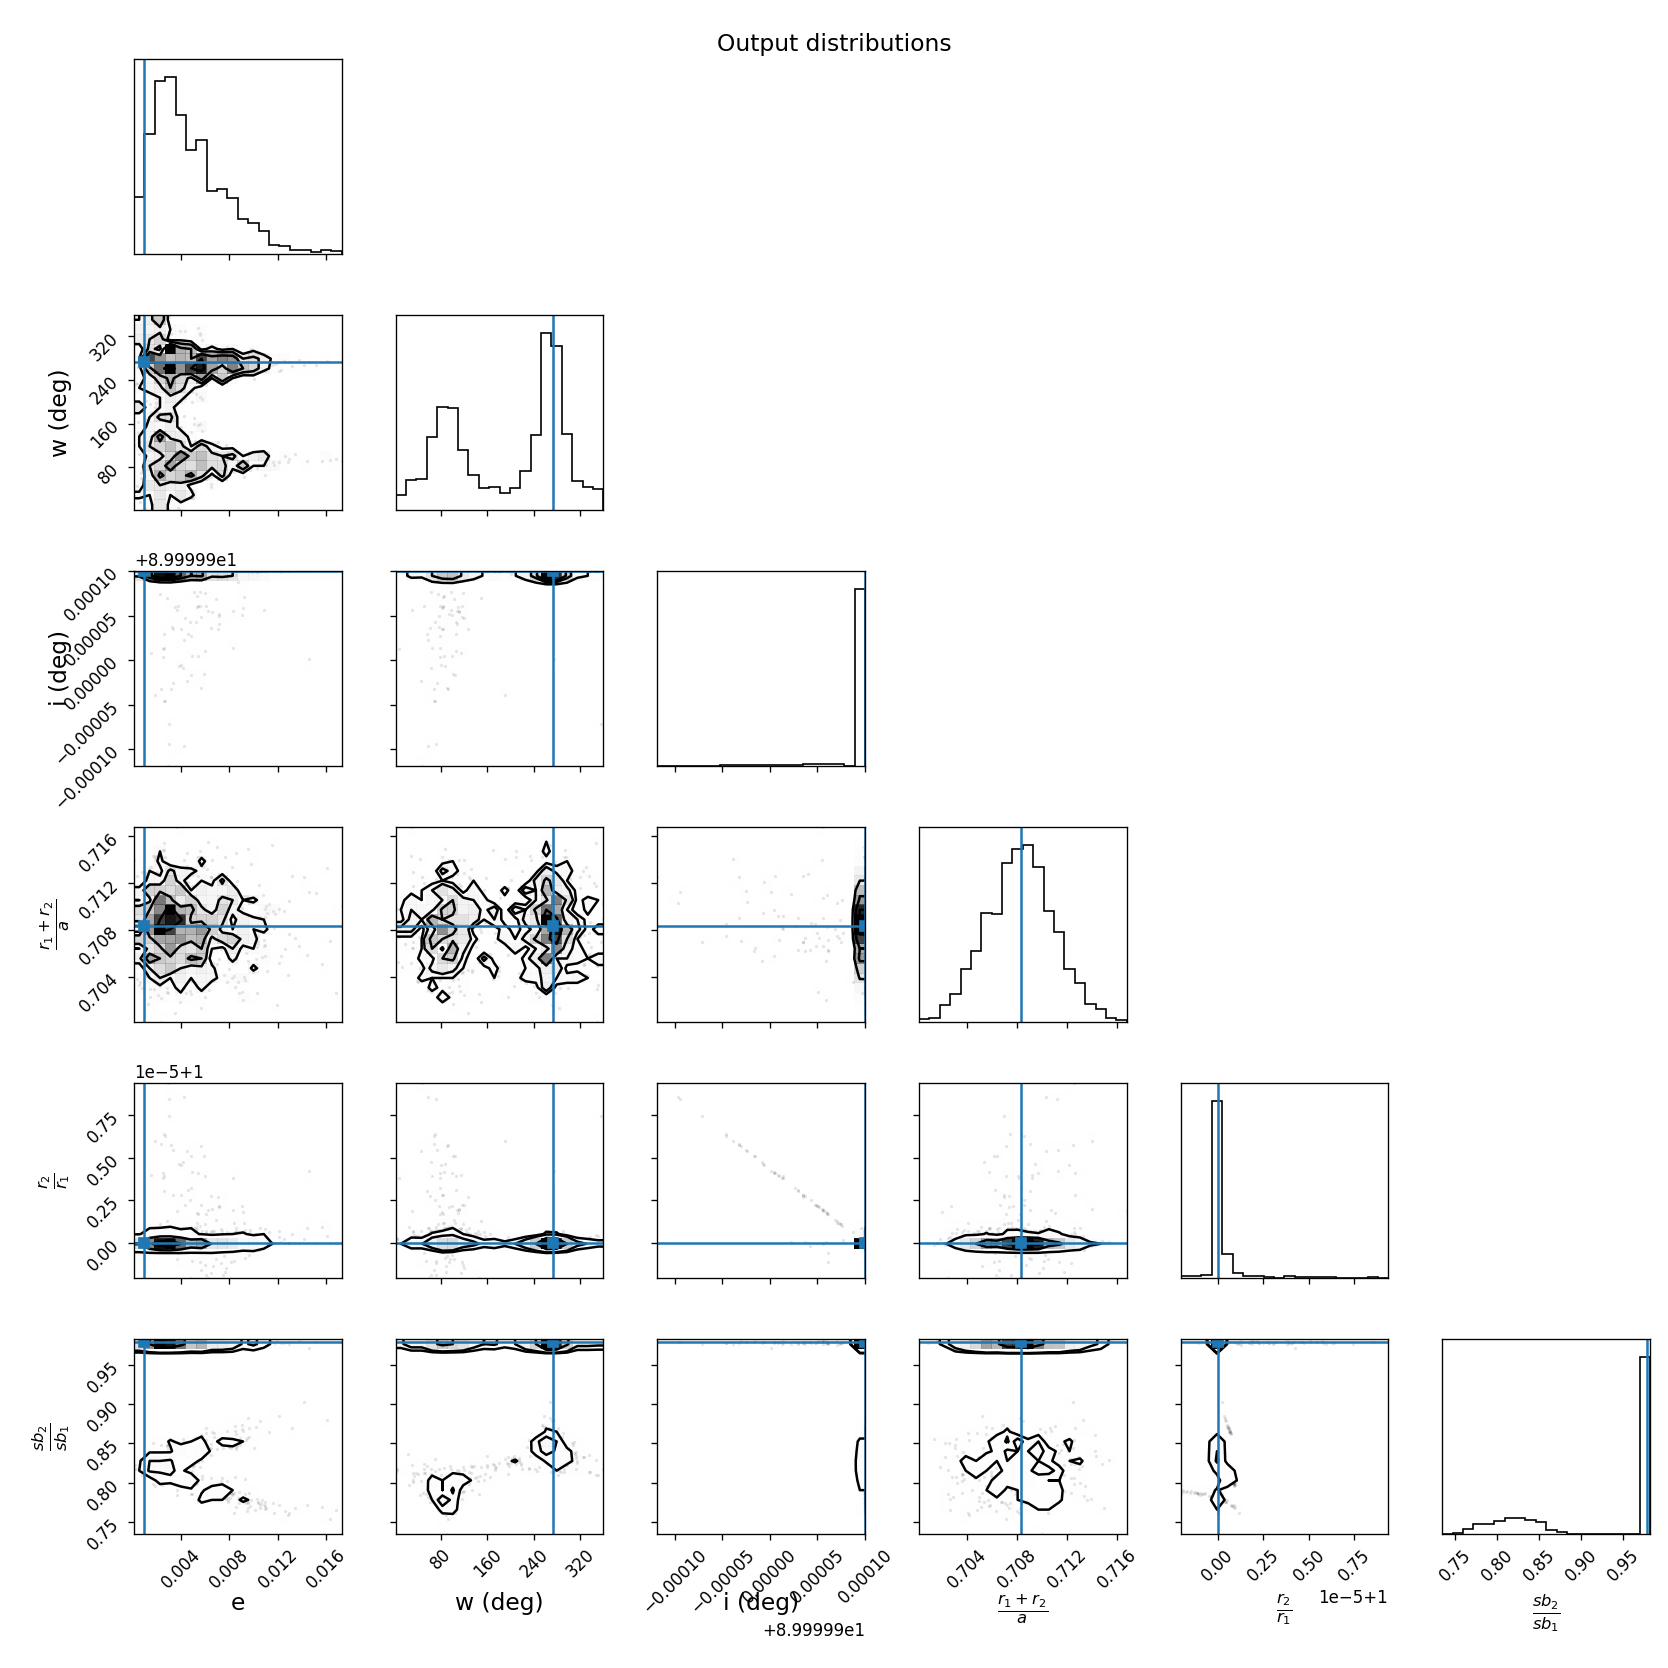 Output distributions
w (deg)
320
240
160
80
+8.99999e1
i (deg)
0.00010
0.00005
0.00000
−0.00005
−0.00010
r₁ + r₂
a
0.716
0.712
0.708
0.704
1e−5+1
r₂
r₁
0.75
0.50
0.25
0.00
sb₂
sb₁
0.95
0.90
0.85
0.80
0.75
0.004 0.008 0.012 0.016
80 160 240 320
−0.00010 −0.00005 0.00000 0.00005 0.00010
0.704 0.708 0.712 0.716
0.00 0.25 0.50 0.75
0.75 0.80 0.85 0.90 0.95
e
w (deg)
i (deg)
+8.99999e1
r₁ + r₂
a
r₂
r₁
1e−5+1
sb₂
sb₁